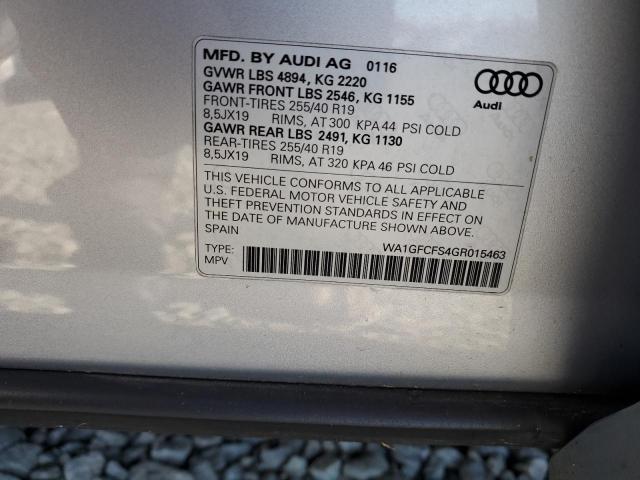 MFD. BY AUDI AG 0116
GVWR LBS 4894, KG 2220
GAWR FRONT LBS 2546, KG 1155
FRONT-TIRES 255/40 R19
8,5JX19 RIMS, AT 300 KPA 44 PSI COLD
GAWR REAR LBS 2491, KG 1130
REAR-TIRES 255/40 R19
8,5JX19 RIMS, AT 320 KPA 46 PSI COLD
Audi
THIS VEHICLE CONFORMS TO ALL APPLICABLE
U.S. FEDERAL MOTOR VEHICLE SAFETY AND
THEFT PREVENTION STANDARDS IN EFFECT ON
THE DATE OF MANUFACTURE SHOWN ABOVE.
SPAIN
WA1GFCFS4GR015463
TYPE:
MPV